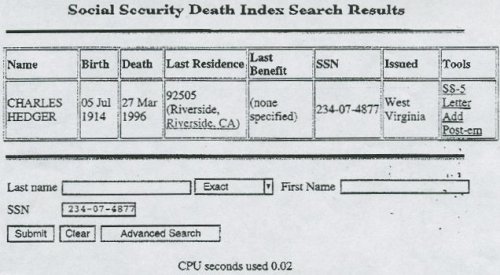 Social Security Death Index Search Results
Name Birth Death Last Residence Last Benefit SSN Issued Tools
CHARLES HEDGER 05 Jul 1914 27 Mar 1996 92505 (Riverside, Riverside, CA) (none specified) 234-07-4877 West Virginia SS-5 Letter Add Post-em
Last name Exact First Name
SSN 234-07-4877
Submit Clear Advanced Search
CPU seconds used 0.02